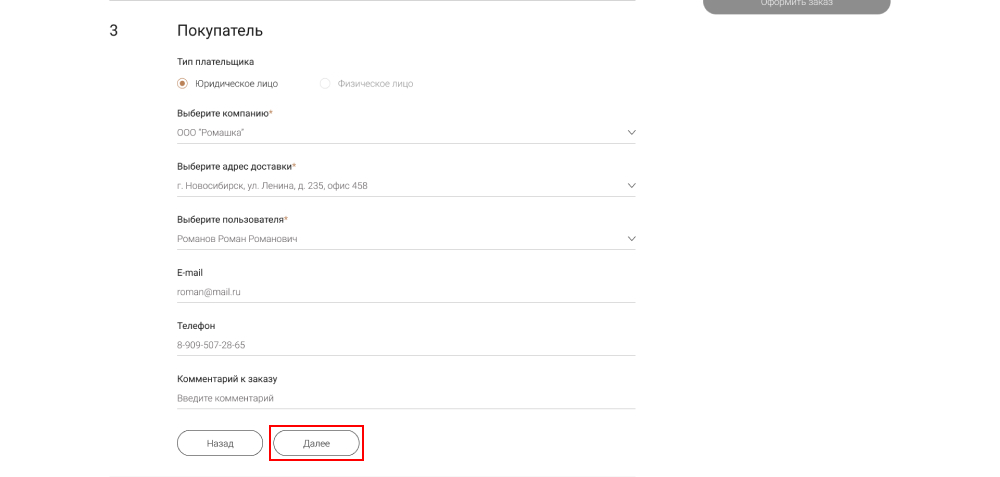 Оформить заказ
3 Покупатель
Тип плательщика
Юридическое лицо Физическое лицо
Выберите компанию*
ООО "Ромашка"
Выберите адрес доставки*
г. Новосибирск, ул. Ленина, д. 235, офис 458
Выберите пользователя*
Романов Роман Романович
E-mail
roman@mail.ru
Телефон
8-909-507-28-65
Комментарий к заказу
Введите комментарий
Назад Далее